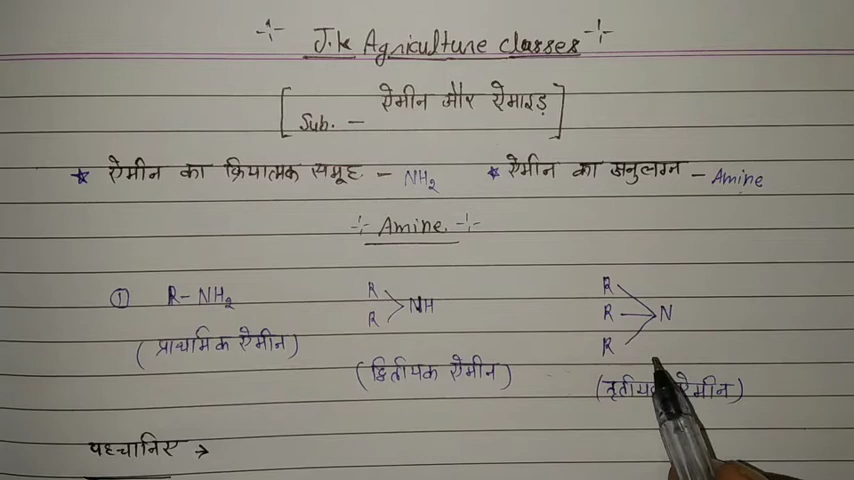 J.K Agriculture classes
[Sub. - ऐमीन और ऐमाइड़]
★ ऐमीन का क्रियात्मक समूह - NH₂ ★ ऐमीन का अनुलग्न - Amine
Amine.
① R-NH₂ R R >NH R R R >N
(प्राथमिक ऐमीन) (द्वितीयक ऐमीन) (तृतीयक ऐमीन)
पहचानिए →